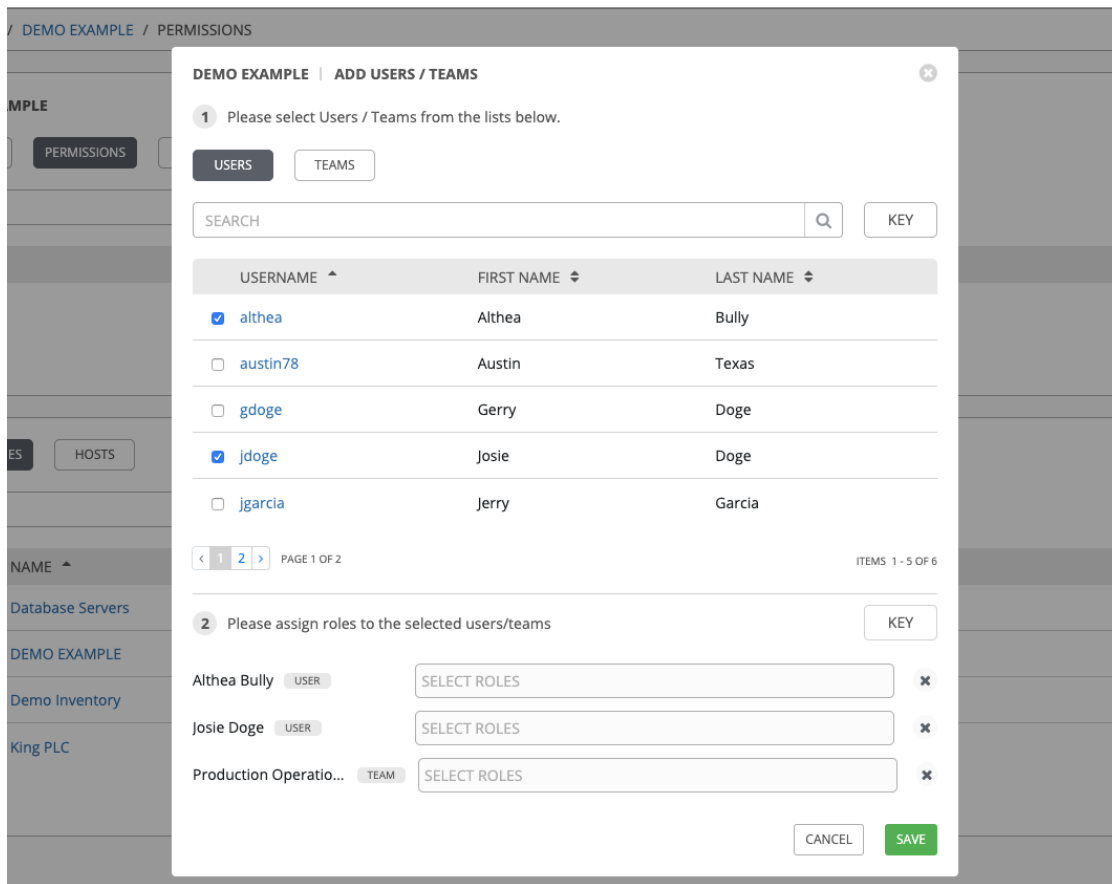 / DEMO EXAMPLE / PERMISSIONS
DEMO EXAMPLE | ADD USERS / TEAMS
1 Please select Users / Teams from the lists below.
USERS TEAMS
SEARCH KEY
USERNAME FIRST NAME LAST NAME
althea Althea Bully
austin78 Austin Texas
gdoge Gerry Doge
jdoge Josie Doge
jgarcia Jerry Garcia
< 1 2 > PAGE 1 OF 2 ITEMS 1 - 5 OF 6
2 Please assign roles to the selected users/teams KEY
Althea Bully USER SELECT ROLES
Josie Doge USER SELECT ROLES
Production Operatio... TEAM SELECT ROLES
CANCEL SAVE
AMPLE
PERMISSIONS
ES HOSTS
NAME
Database Servers
DEMO EXAMPLE
Demo Inventory
King PLC